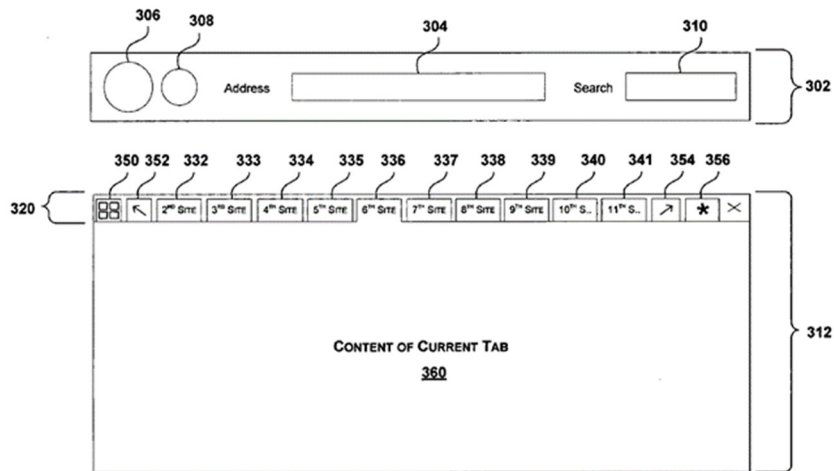 306 308 304 310
Address Search
302
350 352 332 333 334 335 336 337 338 339 340 341 354 356
320
2ND SITE 3RD SITE 4TH SITE 5TH SITE 6TH SITE 7TH SITE 8TH SITE 9TH SITE 10TH S.. 11TH S.. *
312
CONTENT OF CURRENT TAB
360